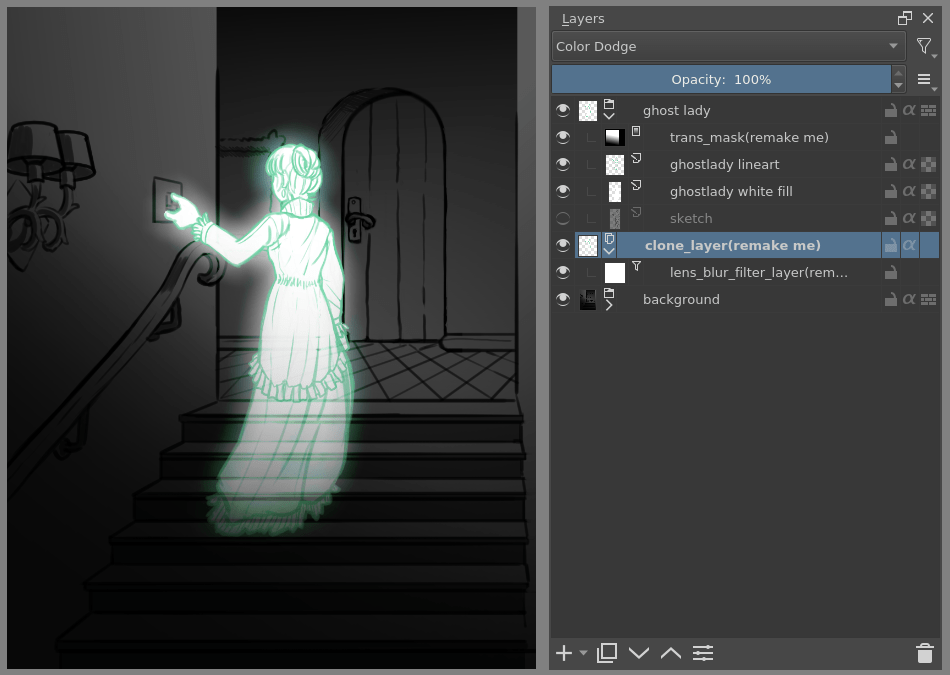 Layers
Color Dodge
Opacity: 100%
ghost lady
trans_mask(remake me)
ghostlady lineart
ghostlady white fill
sketch
clone_layer(remake me)
lens_blur_filter_layer(rem...
background